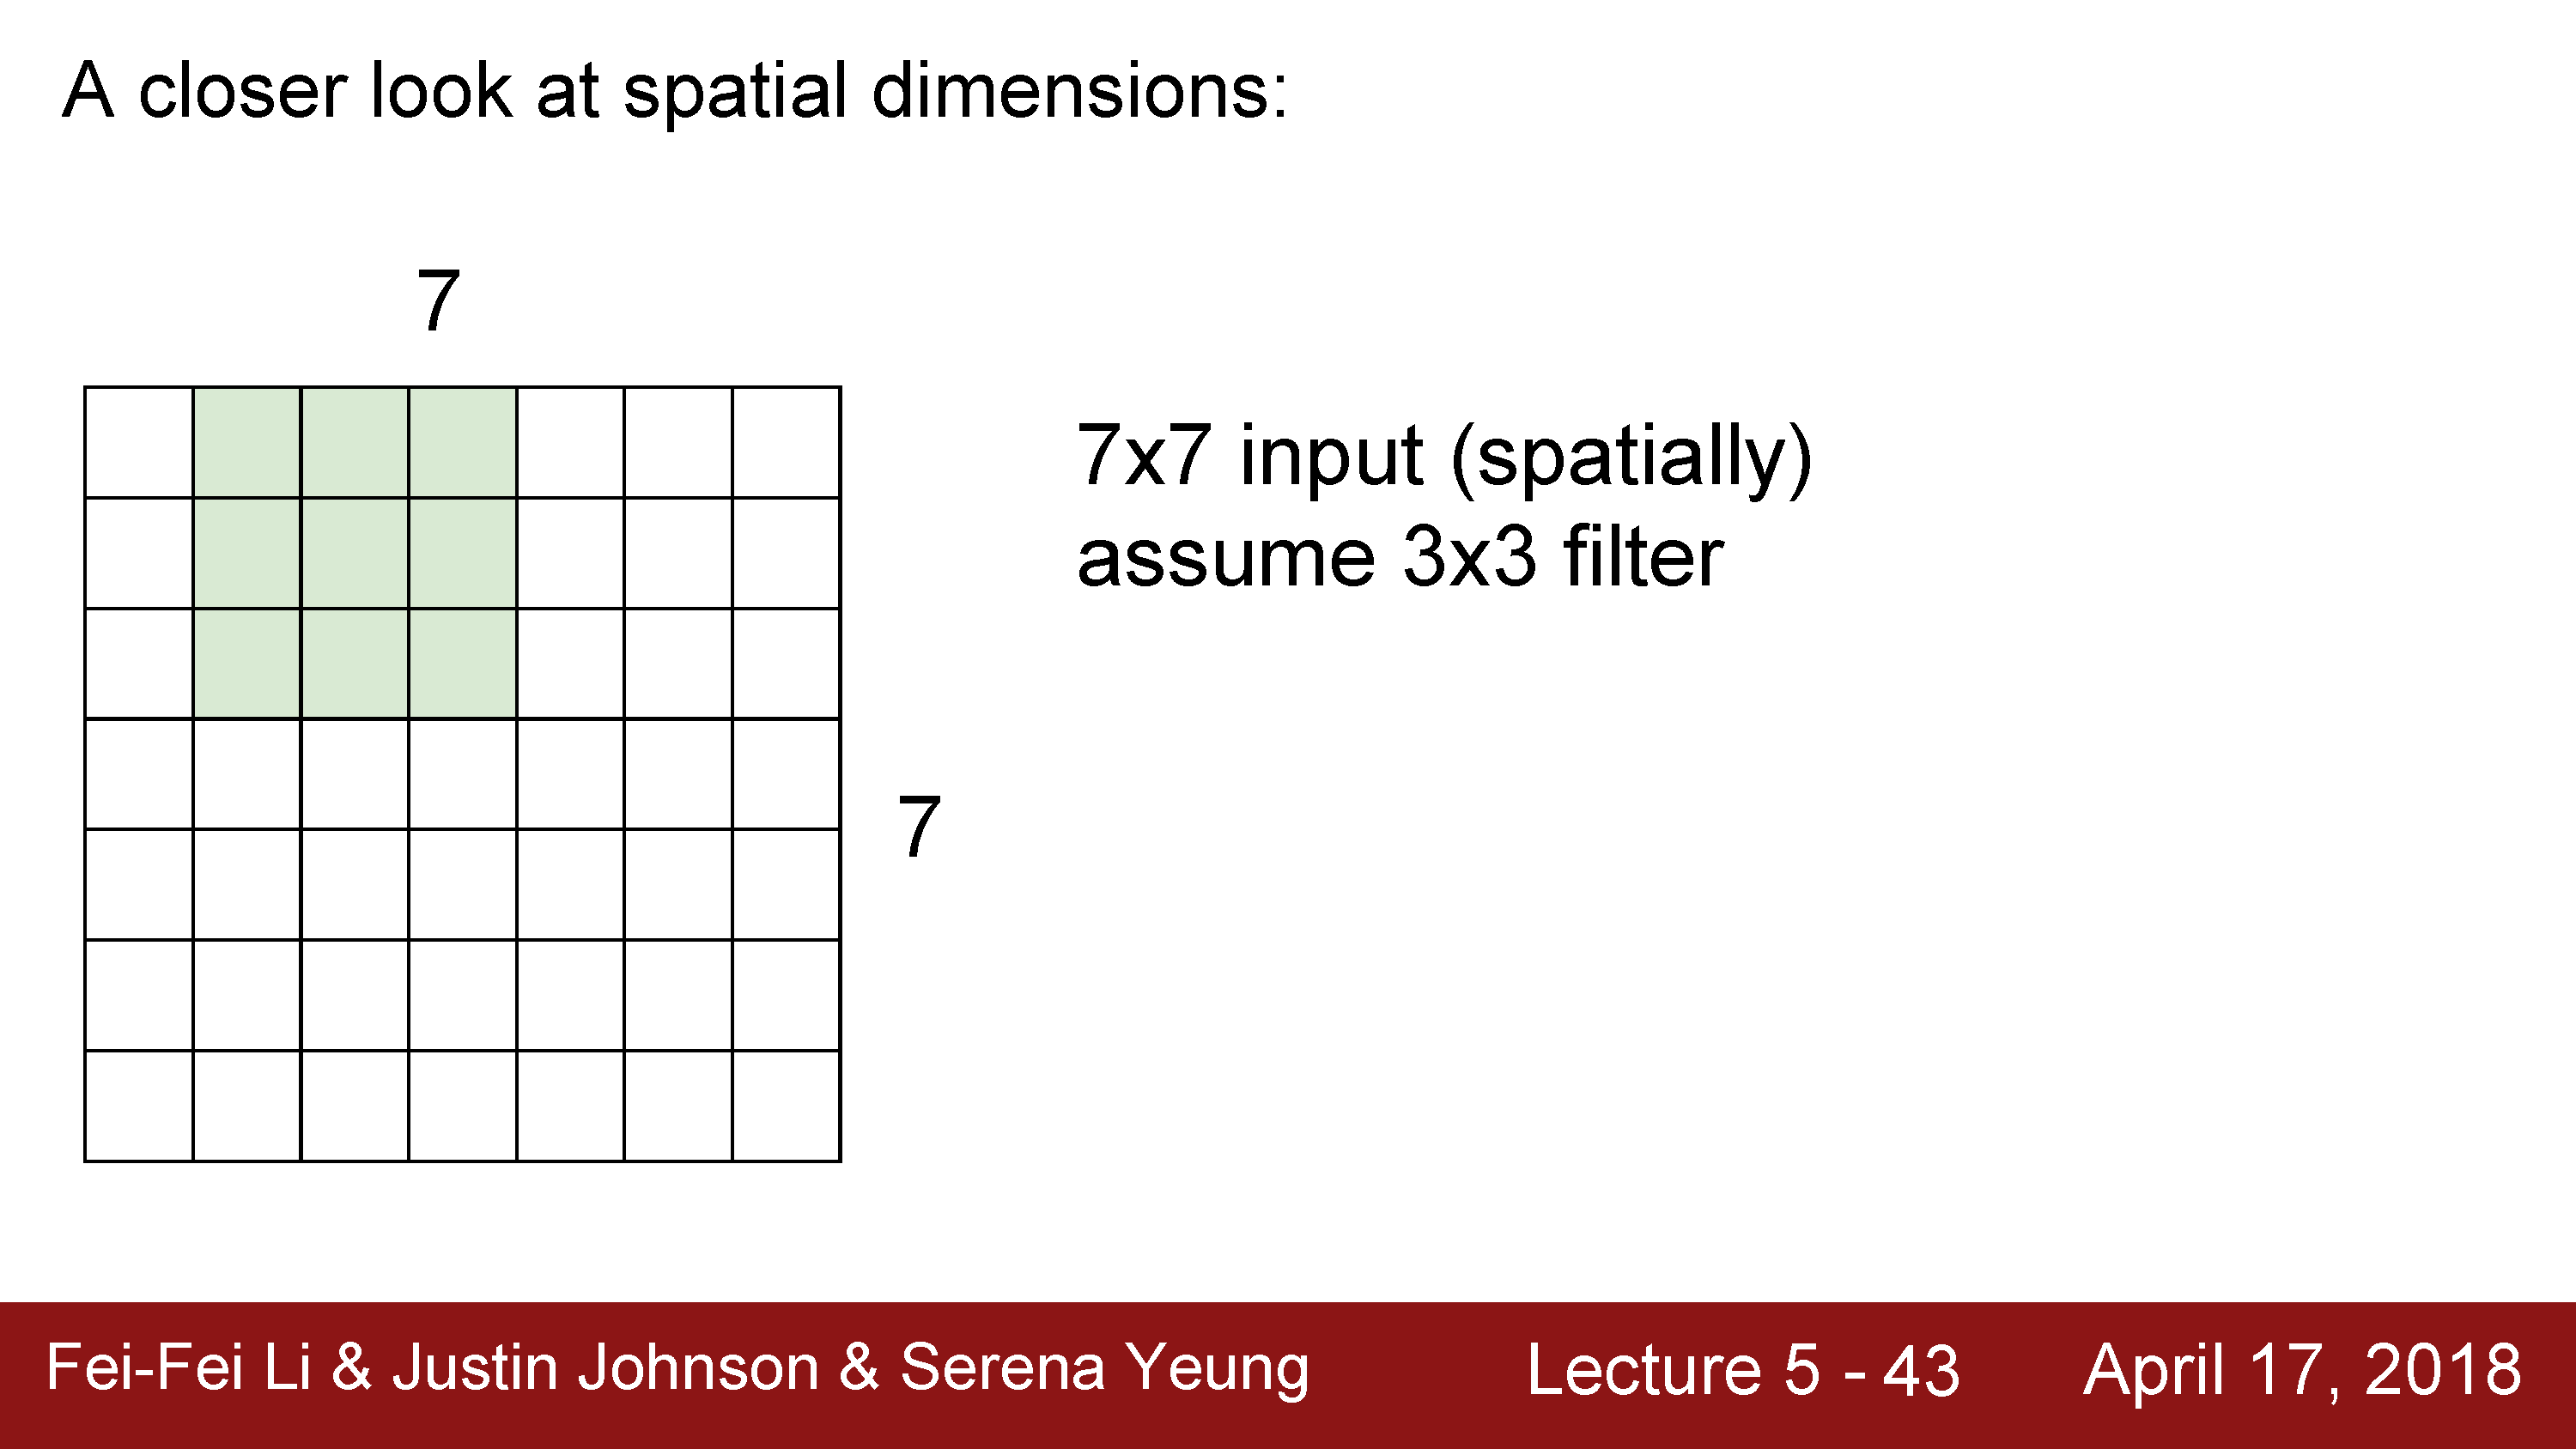 A closer look at spatial dimensions:
7
7x7 input (spatially)
assume 3x3 filter
7
Fei-Fei Li & Justin Johnson & Serena Yeung
Lecture 5 - 43
April 17, 2018